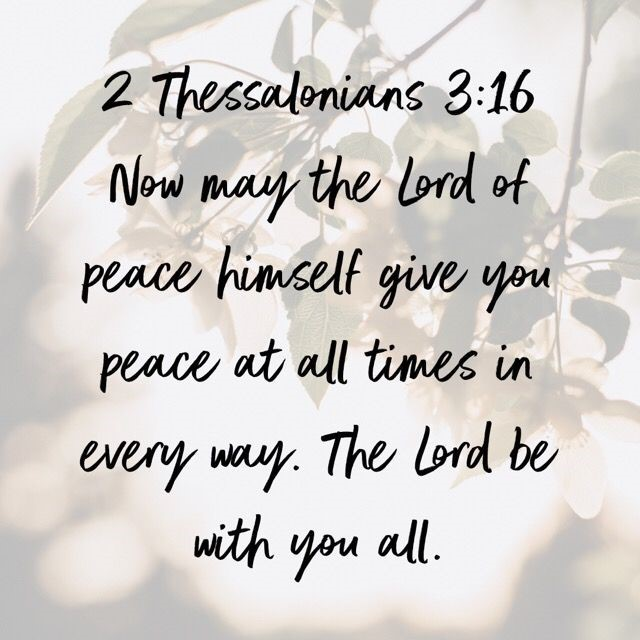 2 Thessalonians 3:16
Now may the Lord of
peace himself give you
peace at all times in
every way. The Lord be
with you all.